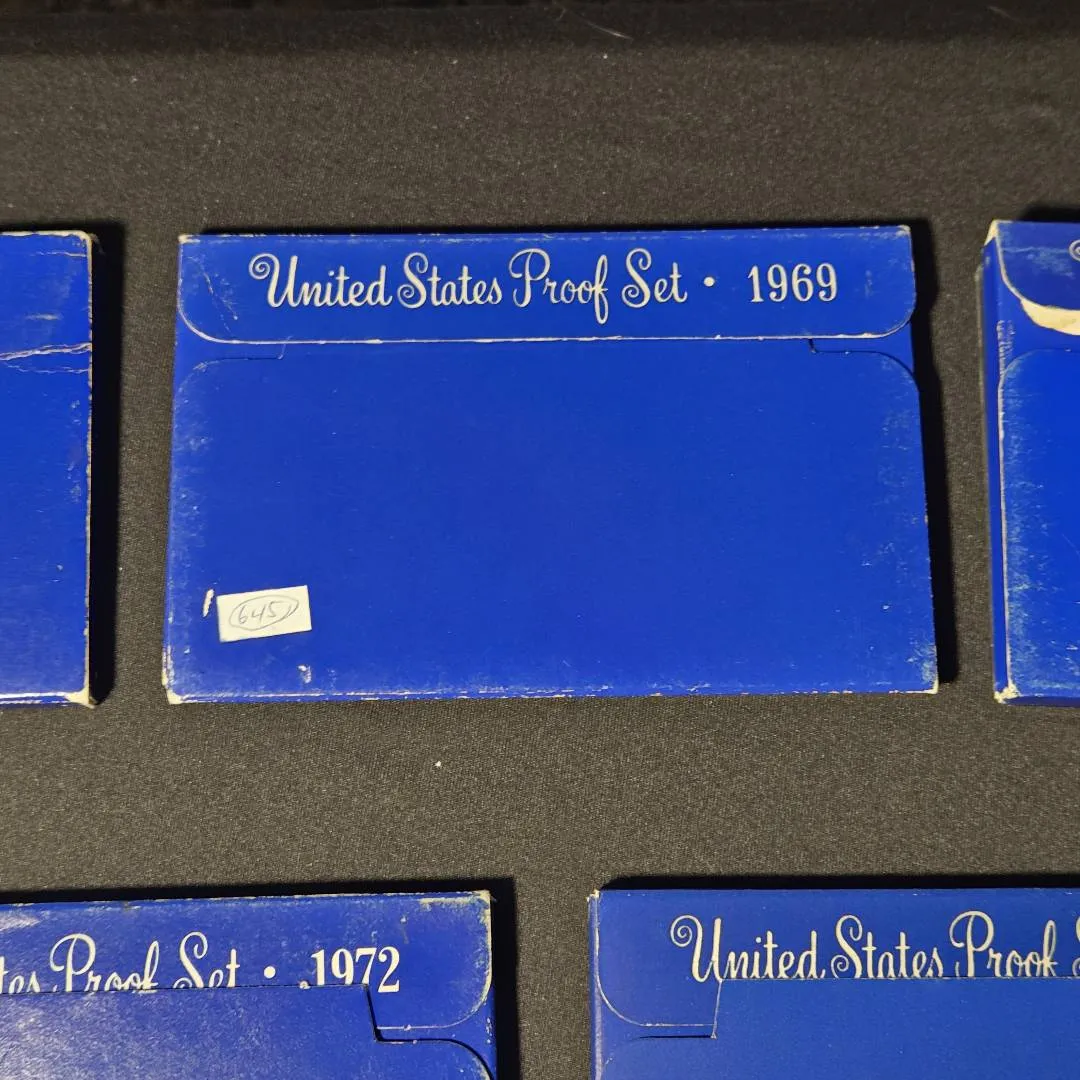 United States Proof Set • 1969
645
Proof Set • 1972
United States Proof